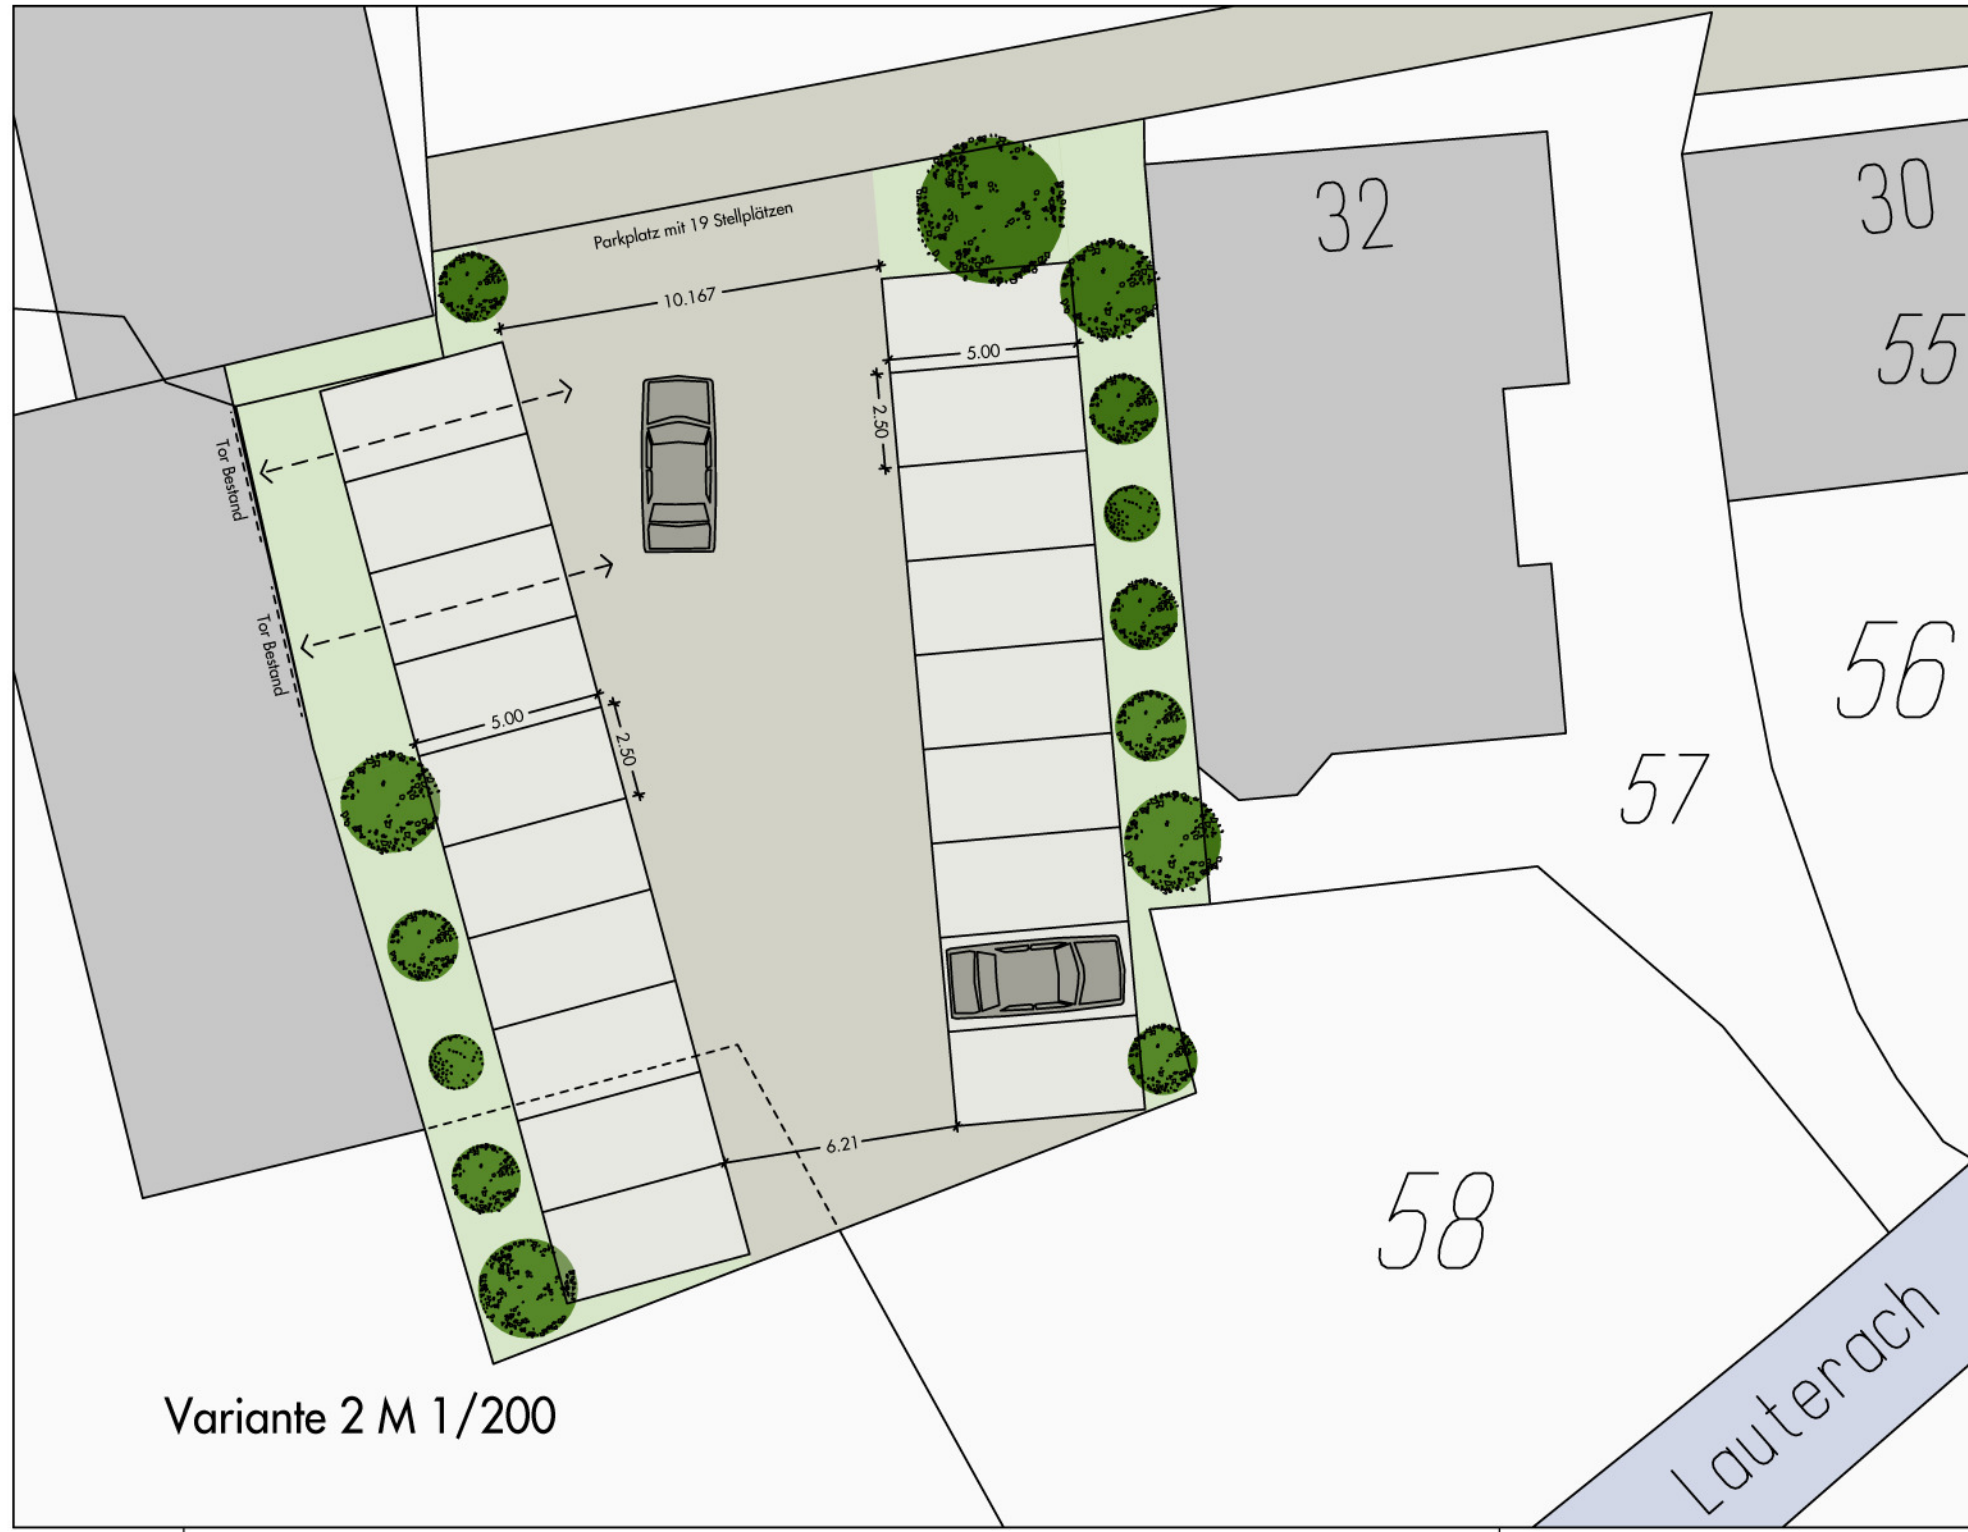 Parkplatz mit 19 Stellplätzen
32
30
10.167
5.00
55
2.50
Tor Bestand
Tor Bestand
56
5.00
2.50
57
6.21
58
Lauterach
Variante 2 M 1/200